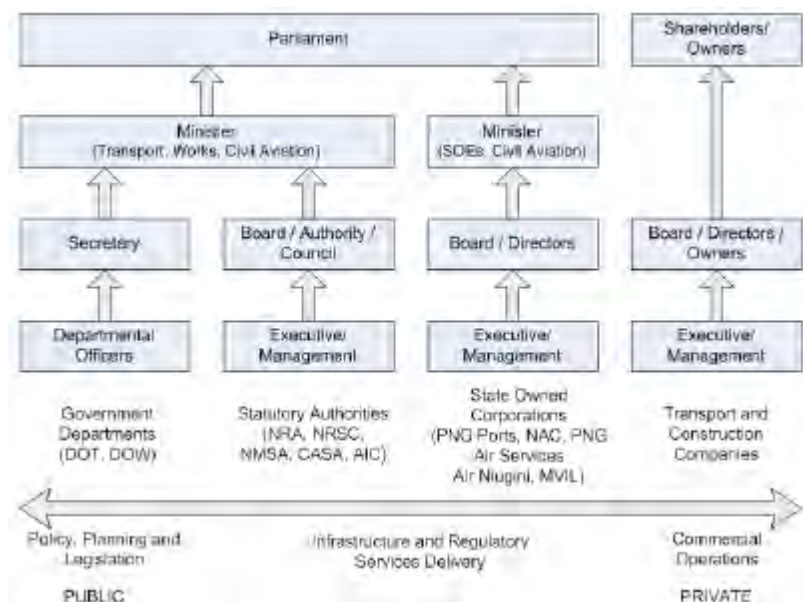 Parliament
Shareholders/
Owners
Minister
(Transport, Works, Civil Aviation)
Minister
(SOEs, Civil Aviation)
Secretary
Board / Authority /
Council
Board / Directors
Board / Directors /
Owners
Departmental
Officers
Executive/
Management
Executive/
Management
Executive/
Management
Government
Departments
(DOT, DOW)
Statutory Authorities
(NRA, NRSC,
NMSA, CASA, AIC)
State Owned
Corporations
(PNG Ports, NAC, PNG
Air Services
Air Niugini, MVIL)
Transport and
Construction
Companies
Policy, Planning and
Legislation
Infrastructure and Regulatory
Services Delivery
Commercial
Operations
PUBLIC
PRIVATE